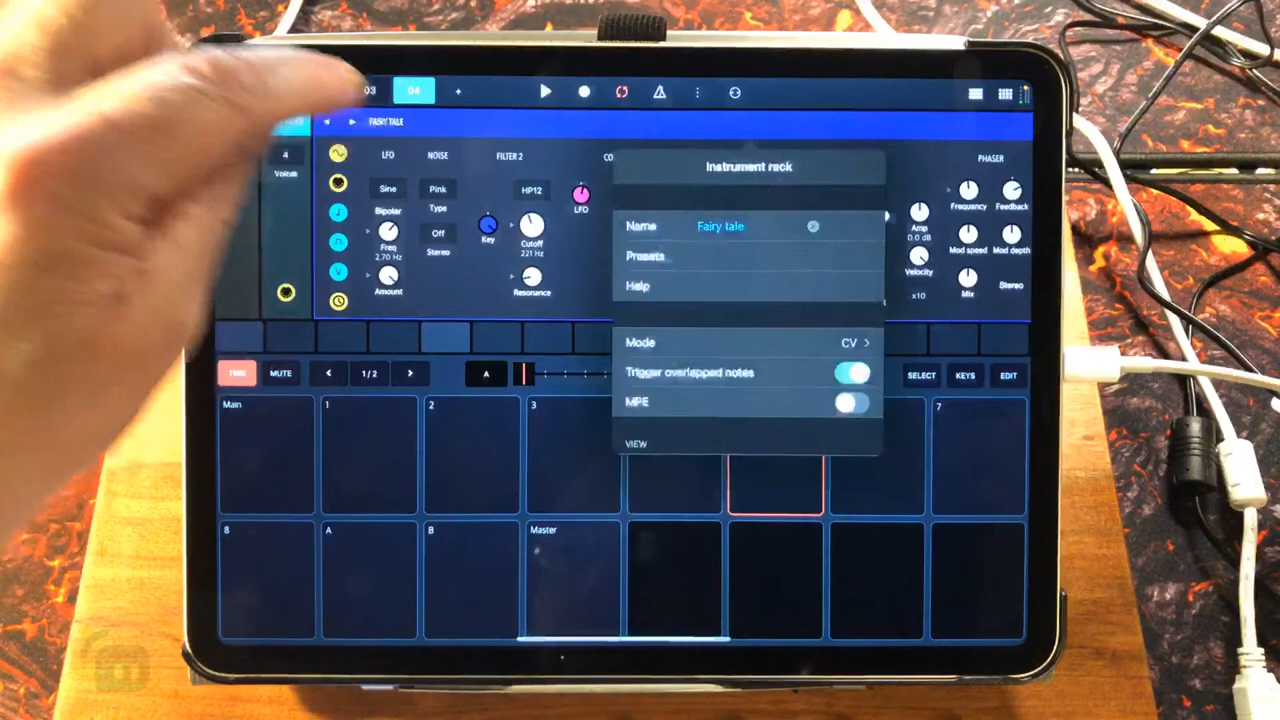 03 04 +
FAIRY TALE
4
Volume
LFO NOISE FILTER 2
Sine Pink HP12
Bipolar Type LFO
Off Key Cutoff
Freq 221 Hz
2.70 Hz Stereo
Amount Resonance
Instrument rack
Name Fairy tale
Presets
Help
Mode CV >
Trigger overlapped notes
MPE
VIEW
PHASER
Frequency Feedback
Amp
0.0 dB
Mod speed Mod depth
Velocity
x10 Mix Stereo
MUTE < 1/2 > A SELECT KEYS EDIT
Main 1 2 3 7
8 A B Master